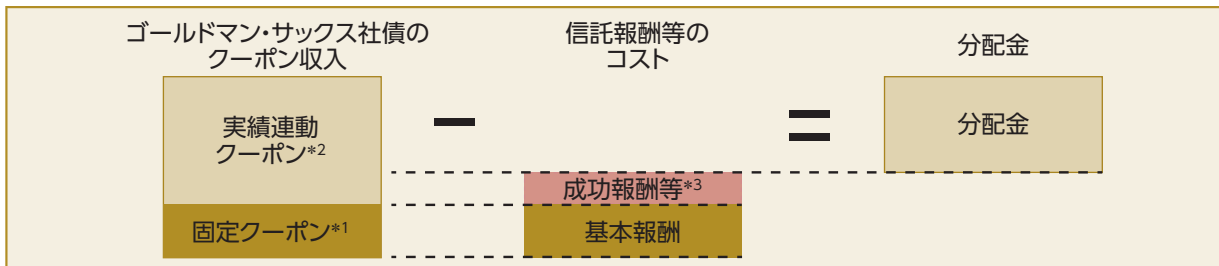 ゴールドマン・サックス社債の
クーポン収入
信託報酬等の
コスト
分配金
実績連動
クーポン*2
−
=
分配金
成功報酬等*3
固定クーポン*1
基本報酬